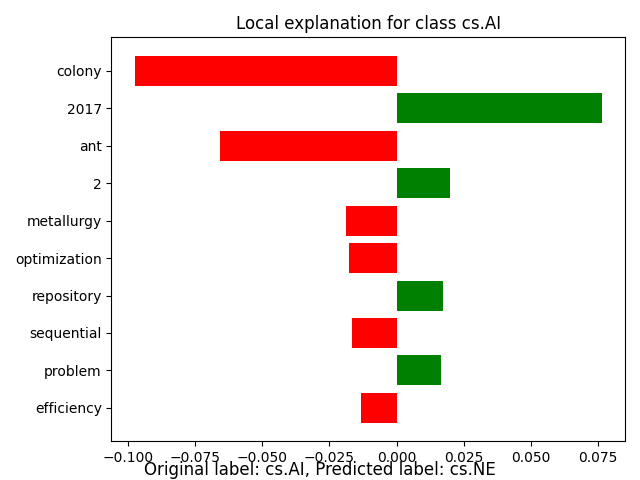 Local explanation for class cs.AI
colony
2017
ant
2
metallurgy
optimization
repository
sequential
problem
efficiency
−0.100 −0.075 −0.050 −0.025 0.000 0.025 0.050 0.075
Original label: cs.AI, Predicted label: cs.NE